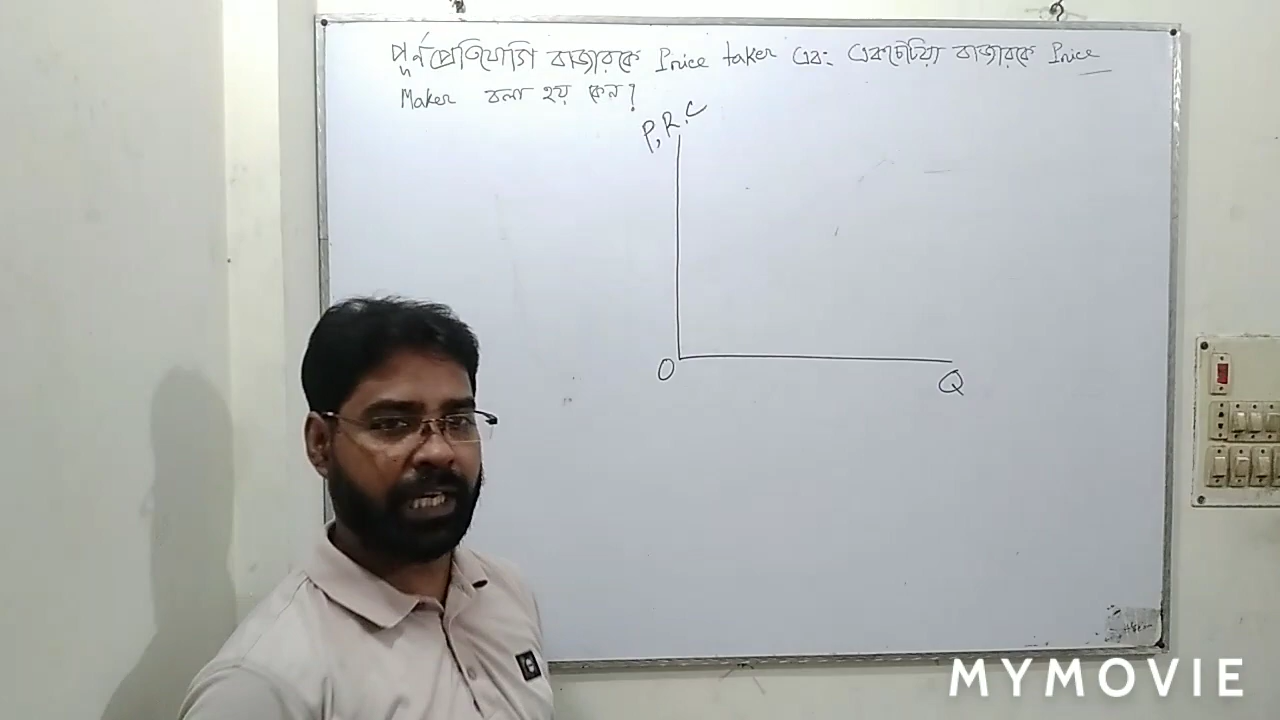 পূর্ণপ্রতিযোগি বাজারকে Price taker এবং একচেটিয়া বাজারকে Price
Maker বলা হয় কেন?
P, R, C
O
Q
MYMOVIE